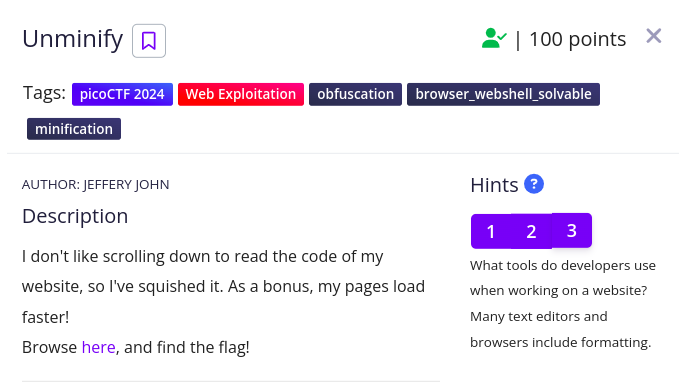 Unminify | 100 points
Tags: picoCTF 2024 Web Exploitation obfuscation browser_webshell_solvable
minification
AUTHOR: JEFFERY JOHN
Description
I don't like scrolling down to read the code of my
website, so I've squished it. As a bonus, my pages load
faster!
Browse here, and find the flag!
Hints ?
1 2 3
What tools do developers use
when working on a website?
Many text editors and
browsers include formatting.